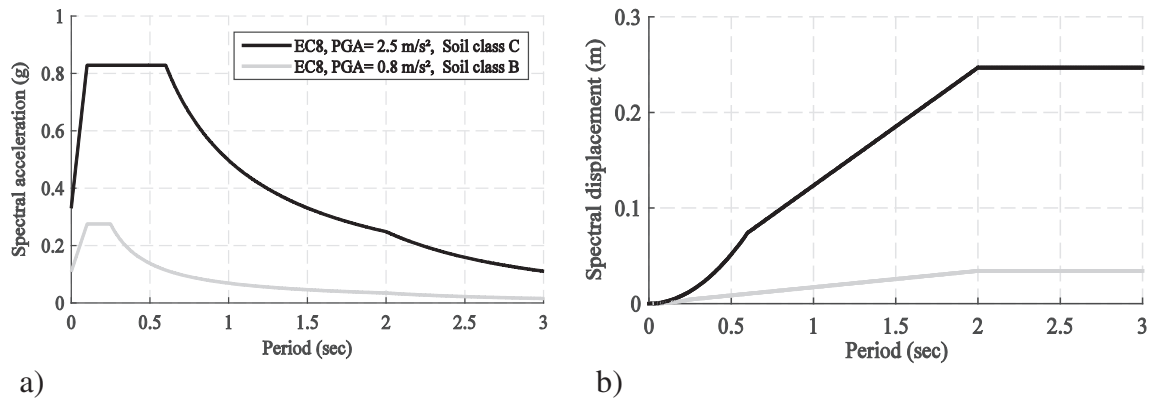 1
0.8
0.6
0.4
0.2
0
Spectral acceleration (g)
EC8, PGA= 2.5 m/s², Soil class C
EC8, PGA= 0.8 m/s², Soil class B
0 0.5 1 1.5 2 2.5 3
Period (sec)
a)
0.3
0.2
0.1
0
Spectral displacement (m)
0 0.5 1 1.5 2 2.5 3
Period (sec)
b)